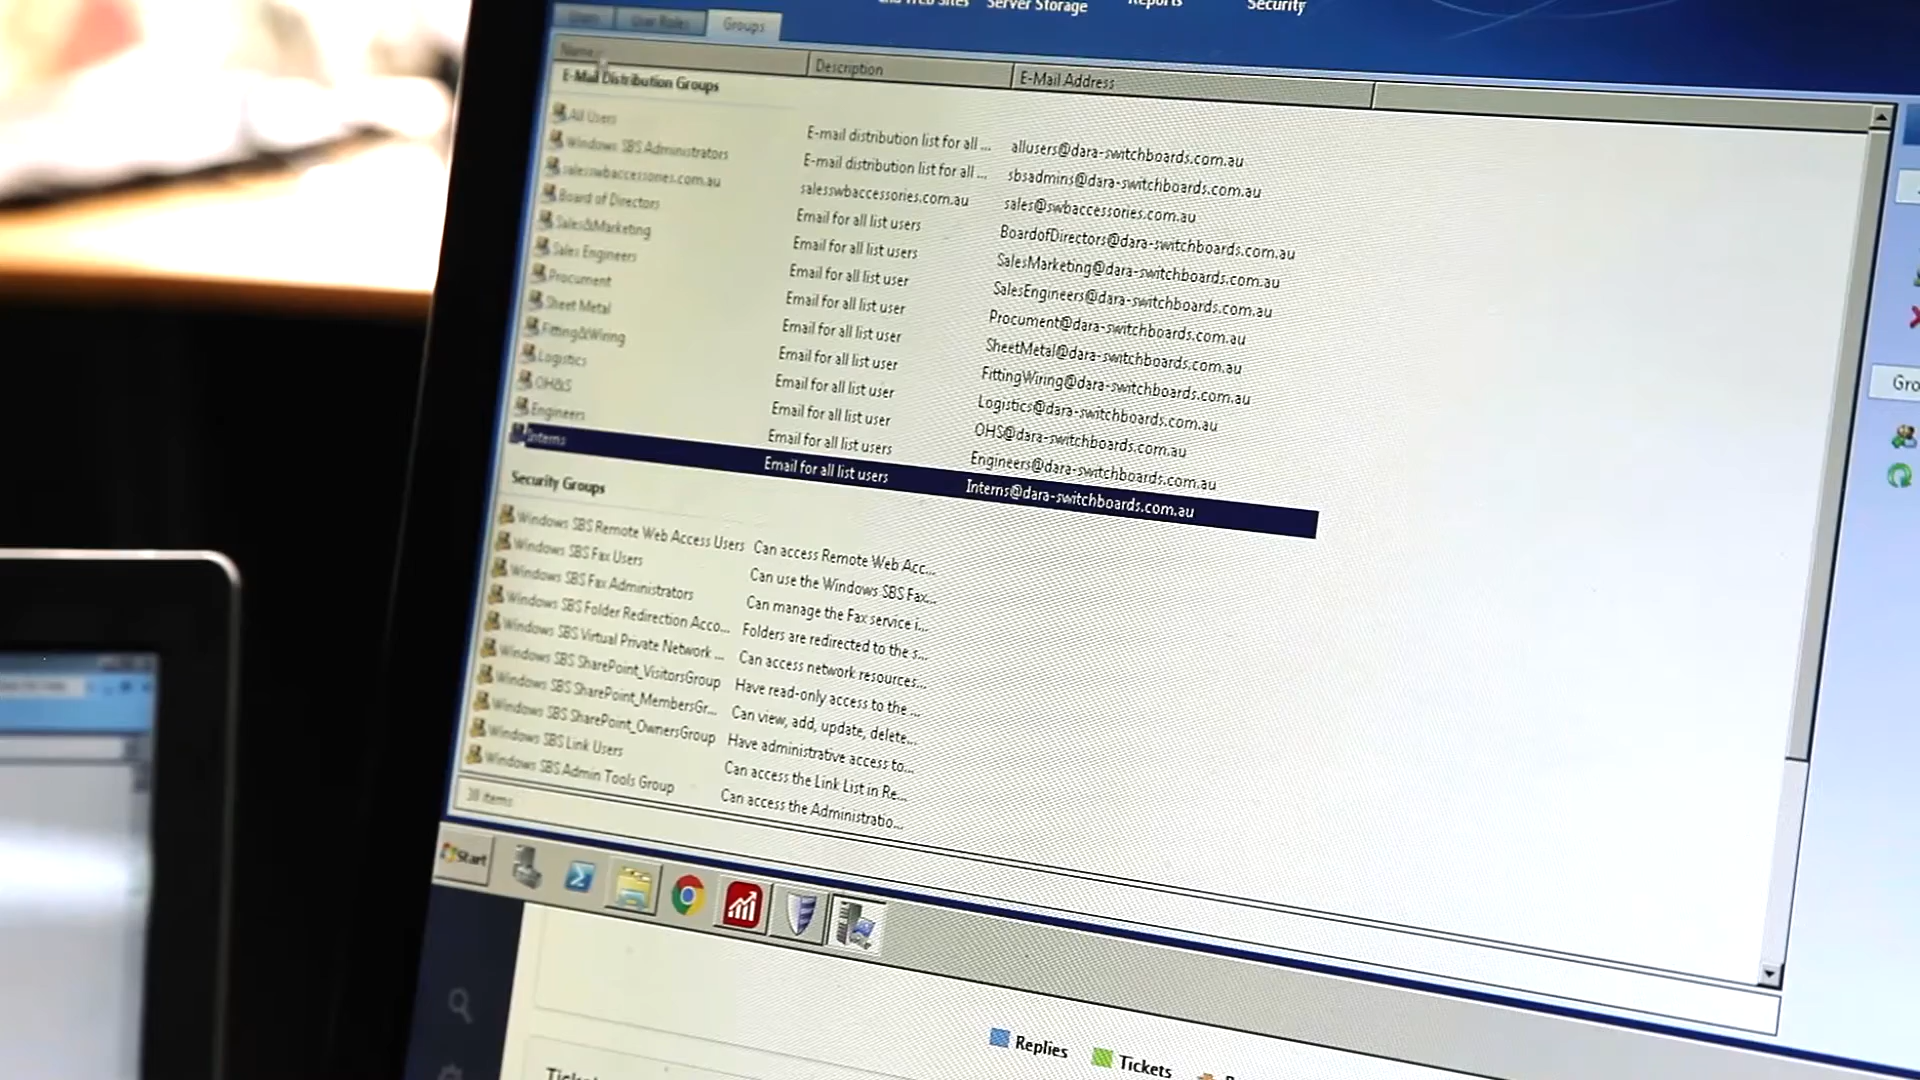 Server Storage
Reports
Security
Users User Roles Groups
Name Description E-Mail Address
E-Mail Distribution Groups
All Users E-mail distribution list for all ... allusers@dara-switchboards.com.au
Windows SBS Administrators E-mail distribution list for all ... sbsadmins@dara-switchboards.com.au
salesswbaccessories.com.au salesswbaccessories.com.au sales@swbaccessories.com.au
Board of Directors Email for all list users BoardofDirectors@dara-switchboards.com.au
Sales&Marketing Email for all list users SalesMarketing@dara-switchboards.com.au
Sales Engineers Email for all list user SalesEngineers@dara-switchboards.com.au
Procument Email for all list user Procument@dara-switchboards.com.au
Sheet Metal Email for all list user SheetMetal@dara-switchboards.com.au
Fitting&Wiring Email for all list user FittingWiring@dara-switchboards.com.au
Logistics Email for all list user Logistics@dara-switchboards.com.au
OH&S Email for all list user OHS@dara-switchboards.com.au
Engineers Email for all list users Engineers@dara-switchboards.com.au
Interns Email for all list users Interns@dara-switchboards.com.au
Security Groups
Windows SBS Remote Web Access Users Can access Remote Web Acc...
Windows SBS Fax Users Can use the Windows SBS Fax...
Windows SBS Fax Administrators Can manage the Fax service i...
Windows SBS Folder Redirection Acco... Folders are redirected to the s...
Windows SBS Virtual Private Network ... Can access network resources...
Windows SBS SharePoint_VisitorsGroup Have read-only access to the ...
Windows SBS SharePoint_MembersGr... Can view, add, update, delete...
Windows SBS SharePoint_OwnersGroup Have administrative access to...
Windows SBS Link Users Can access the Link List in Re...
Windows SBS Admin Tools Group Can access the Administratio...
30 items
Start
Replies Tickets